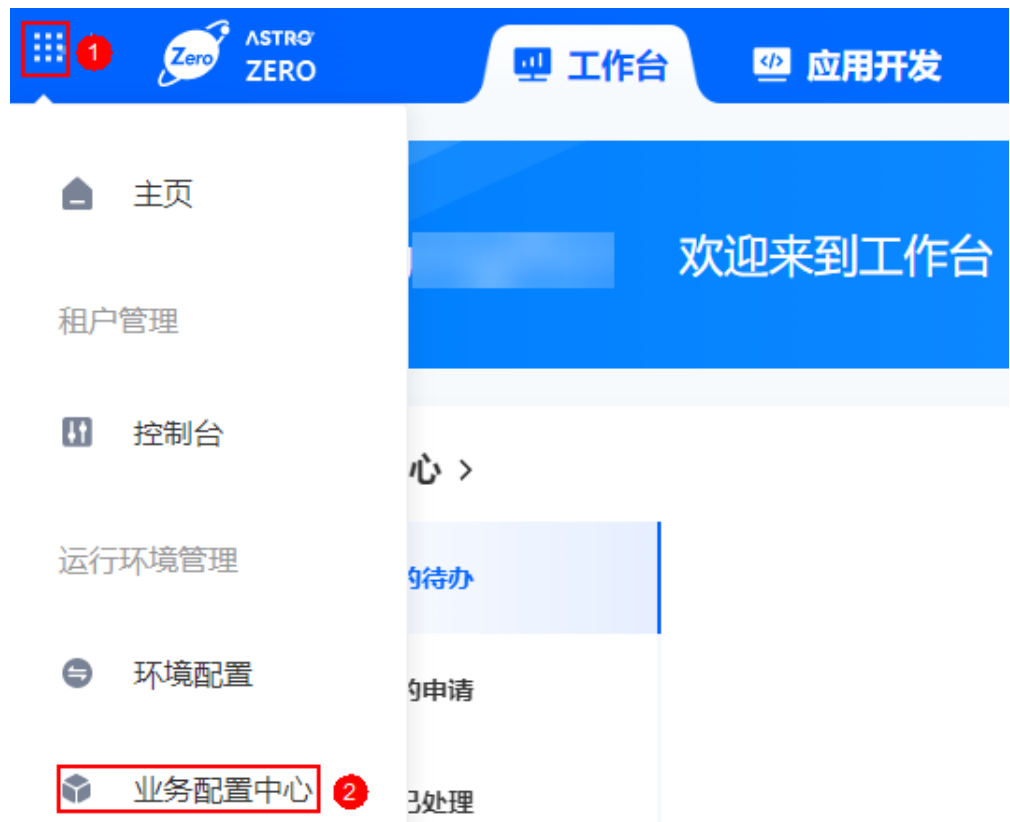 1
Zero
ASTRO
ZERO
工作台
应用开发
主页
欢迎来到工作台
租户管理
控制台
心 >
运行环境管理
的待办
环境配置
的申请
业务配置中心 2
已处理